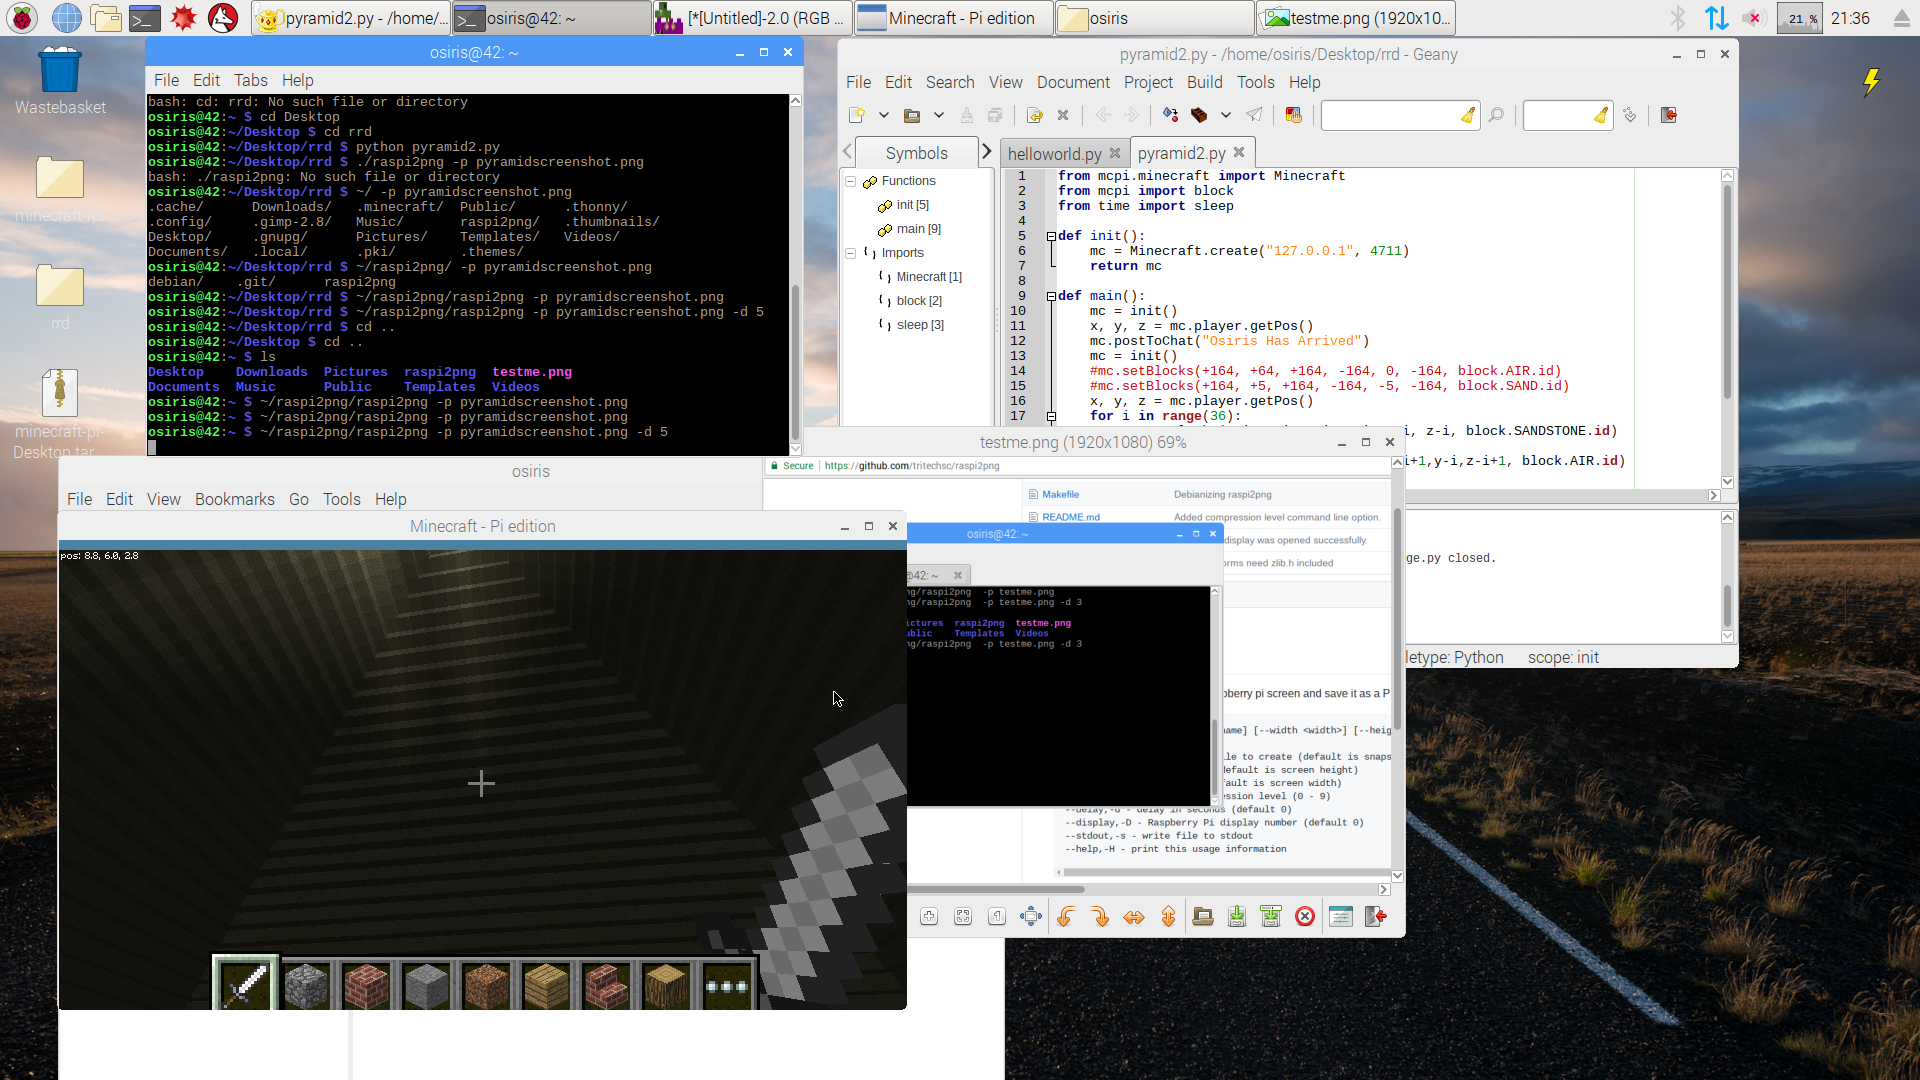 pyramid2.py - /home/...
osiris@42: ~
[*[Untitled]-2.0 (RGB ...
Minecraft - Pi edition
osiris
testme.png (1920x10...
21 %
21:36
Wastebasket
minecraft-rp
rrd
minecraft-pi-
Desktop.tar
osiris@42: ~
File Edit Tabs Help
bash: cd: rrd: No such file or directory
osiris@42:~ $ cd Desktop
osiris@42:~/Desktop $ cd rrd
osiris@42:~/Desktop/rrd $ python pyramid2.py
osiris@42:~/Desktop/rrd $ ./raspi2png -p pyramidscreenshot.png
bash: ./raspi2png: No such file or directory
osiris@42:~/Desktop/rrd $ ~/ -p pyramidscreenshot.png
.cache/ Downloads/ .minecraft/ Public/ .thonny/
.config/ .gimp-2.8/ Music/ raspi2png/ .thumbnails/
Desktop/ .gnupg/ Pictures/ Templates/ Videos/
Documents/ .local/ .pki/ .themes/
osiris@42:~/Desktop/rrd $ ~/raspi2png/ -p pyramidscreenshot.png
debian/ .git/ raspi2png
osiris@42:~/Desktop/rrd $ ~/raspi2png/raspi2png -p pyramidscreenshot.png
osiris@42:~/Desktop/rrd $ ~/raspi2png/raspi2png -p pyramidscreenshot.png -d 5
osiris@42:~/Desktop/rrd $ cd ..
osiris@42:~/Desktop $ cd ..
osiris@42:~ $ ls
Desktop Downloads Pictures raspi2png testme.png
Documents Music Public Templates Videos
osiris@42:~ $ ~/raspi2png/raspi2png -p pyramidscreenshot.png
osiris@42:~ $ ~/raspi2png/raspi2png -p pyramidscreenshot.png
osiris@42:~ $ ~/raspi2png/raspi2png -p pyramidscreenshot.png -d 5
pyramid2.py - /home/osiris/Desktop/rrd - Geany
File Edit Search View Document Project Build Tools Help
Symbols
helloworld.py
pyramid2.py
Functions
init [5]
main [9]
Imports
Minecraft [1]
block [2]
sleep [3]
1 from mcpi.minecraft import Minecraft
2 from mcpi import block
3 from time import sleep
4
5 def init():
6 mc = Minecraft.create("127.0.0.1", 4711)
7 return mc
8
9 def main():
10 mc = init()
11 x, y, z = mc.player.getPos()
12 mc.postToChat("Osiris Has Arrived")
13 mc = init()
14 #mc.setBlocks(+164, +64, +164, -164, 0, -164, block.AIR.id)
15 #mc.setBlocks(+164, +5, +164, -164, -5, -164, block.SAND.id)
16 x, y, z = mc.player.getPos()
17 for i in range(36):
i, z-i, block.SANDSTONE.id)
i+1,y-i,z-i+1, block.AIR.id)
ge.py closed.
letype: Python scope: init
osiris
File Edit View Bookmarks Go Tools Help
testme.png (1920x1080) 69%
Secure https://github.com/tritechsc/raspi2png
Makefile Debianizing raspi2png
README.md Added compression level command line option.
display was opened successfully.
orms need zlib.h included
osiris@42: ~
@42: ~
ng/raspi2png -p testme.png
ng/raspi2png -p testme.png -d 3
ictures raspi2png testme.png
ublic Templates Videos
ng/raspi2png -p testme.png -d 3
berry pi screen and save it as a P
name] [--width <width>] [--heig
le to create (default is snaps
default is screen height)
fault is screen width)
ession level (0 - 9)
--delay,-d - delay in seconds (default 0)
--display,-D - Raspberry Pi display number (default 0)
--stdout,-s - write file to stdout
--help,-H - print this usage information
Minecraft - Pi edition
pos: 8.8, 6.0, 2.8